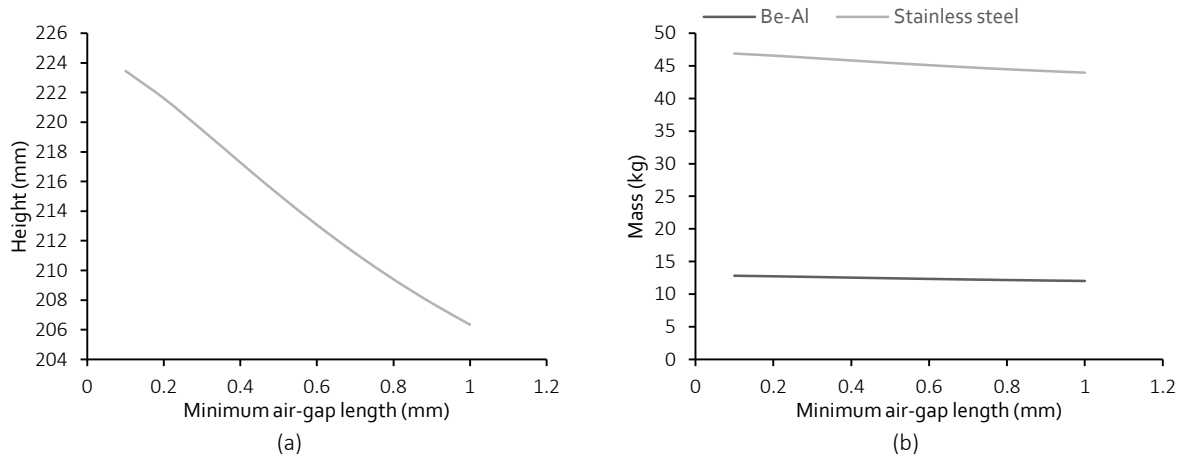 Height (mm)
226
224
222
220
218
216
214
212
210
208
206
204
0 0.2 0.4 0.6 0.8 1 1.2
Minimum air-gap length (mm)
(a)
Be-Al Stainless steel
Mass (kg)
50
45
40
35
30
25
20
15
10
5
0
0 0.2 0.4 0.6 0.8 1 1.2
Minimum air-gap length (mm)
(b)